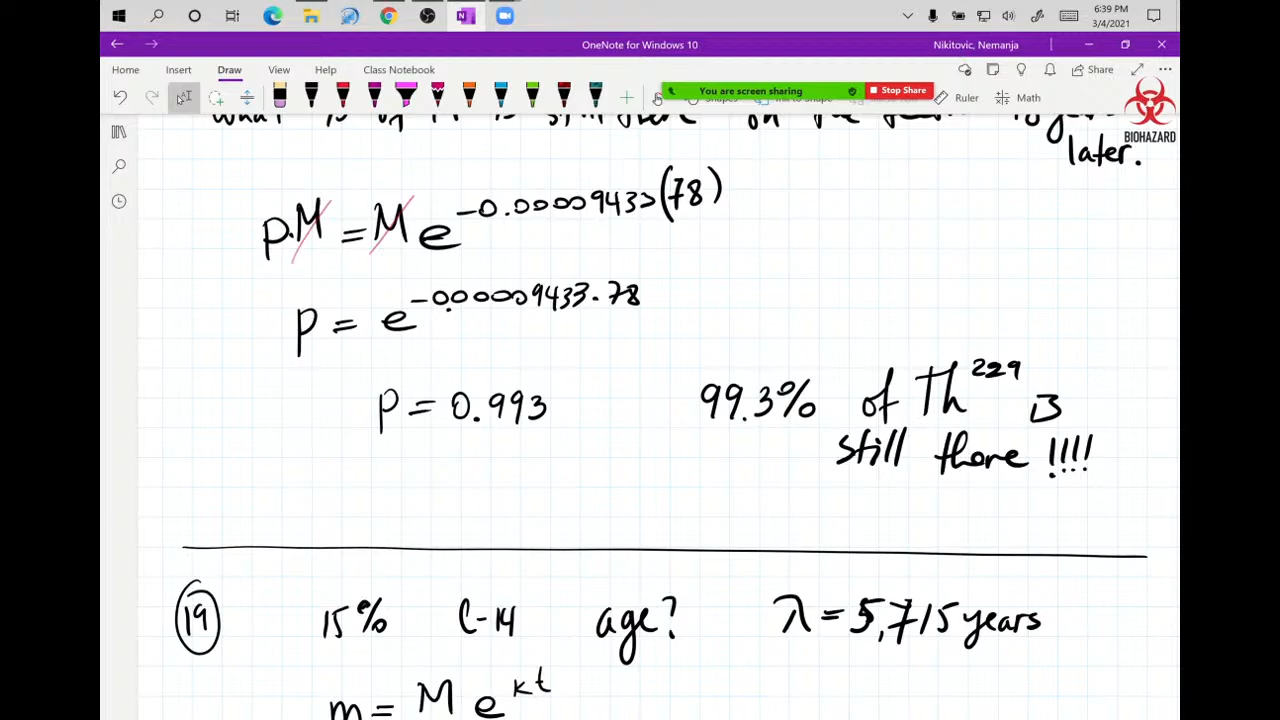 6:39 PM
3/4/2021
OneNote for Windows 10
Nikitovic, Nemanja
Home Insert Draw View Help Class Notebook
Share
You are screen sharing
Stop Share
Ruler
Math
BIOHAZARD
later.
p.M = M e^-0.00009433(78)
p = e^-0.00009433.78
p = 0.993
99.3% of Th^229 is
still there !!!!
19 15% C-14 age? λ = 5,715 years
m = M e^kt